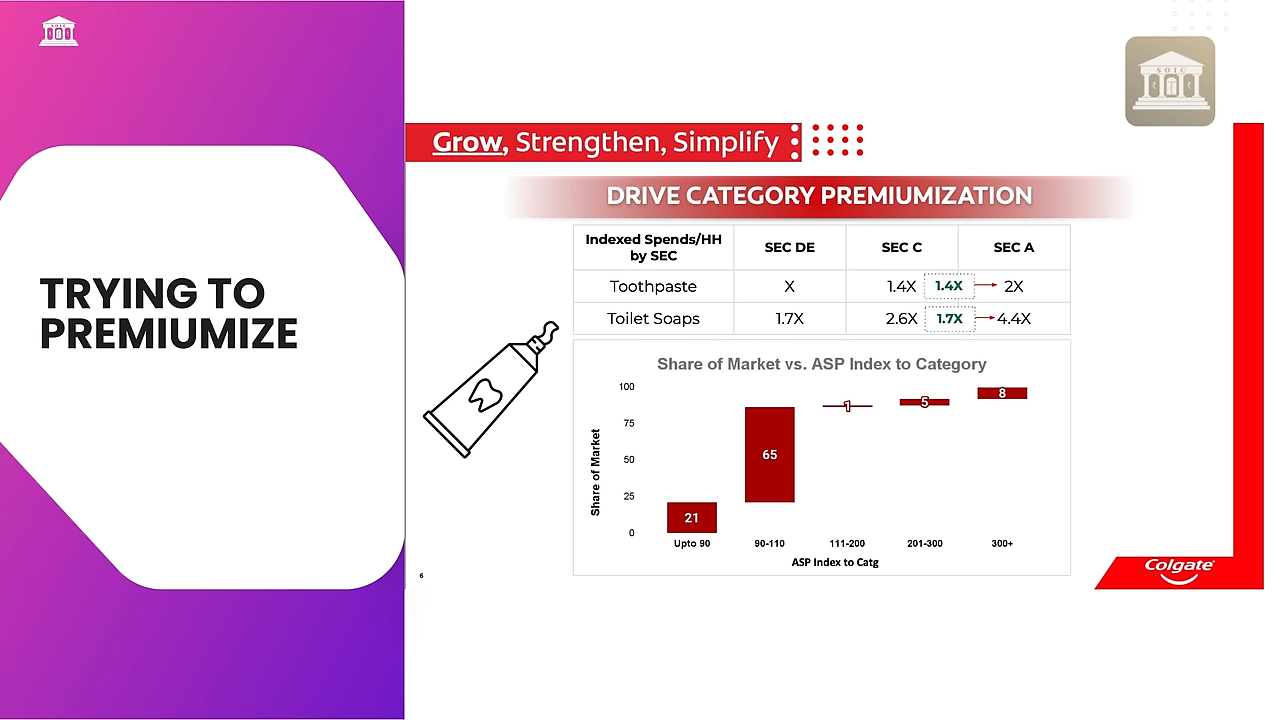 SOIC
SOIC
TRYING TO
PREMIUMIZE
Grow, Strengthen, Simplify
DRIVE CATEGORY PREMIUMIZATION
Indexed Spends/HH
by SEC
SEC DE
SEC C
SEC A
Toothpaste
X
1.4X
1.4X
2X
Toilet Soaps
1.7X
2.6X
1.7X
4.4X
Share of Market vs. ASP Index to Category
Share of Market
100
75
50
25
0
21
65
1
5
8
Upto 90
90-110
111-200
201-300
300+
ASP Index to Catg
6
Colgate